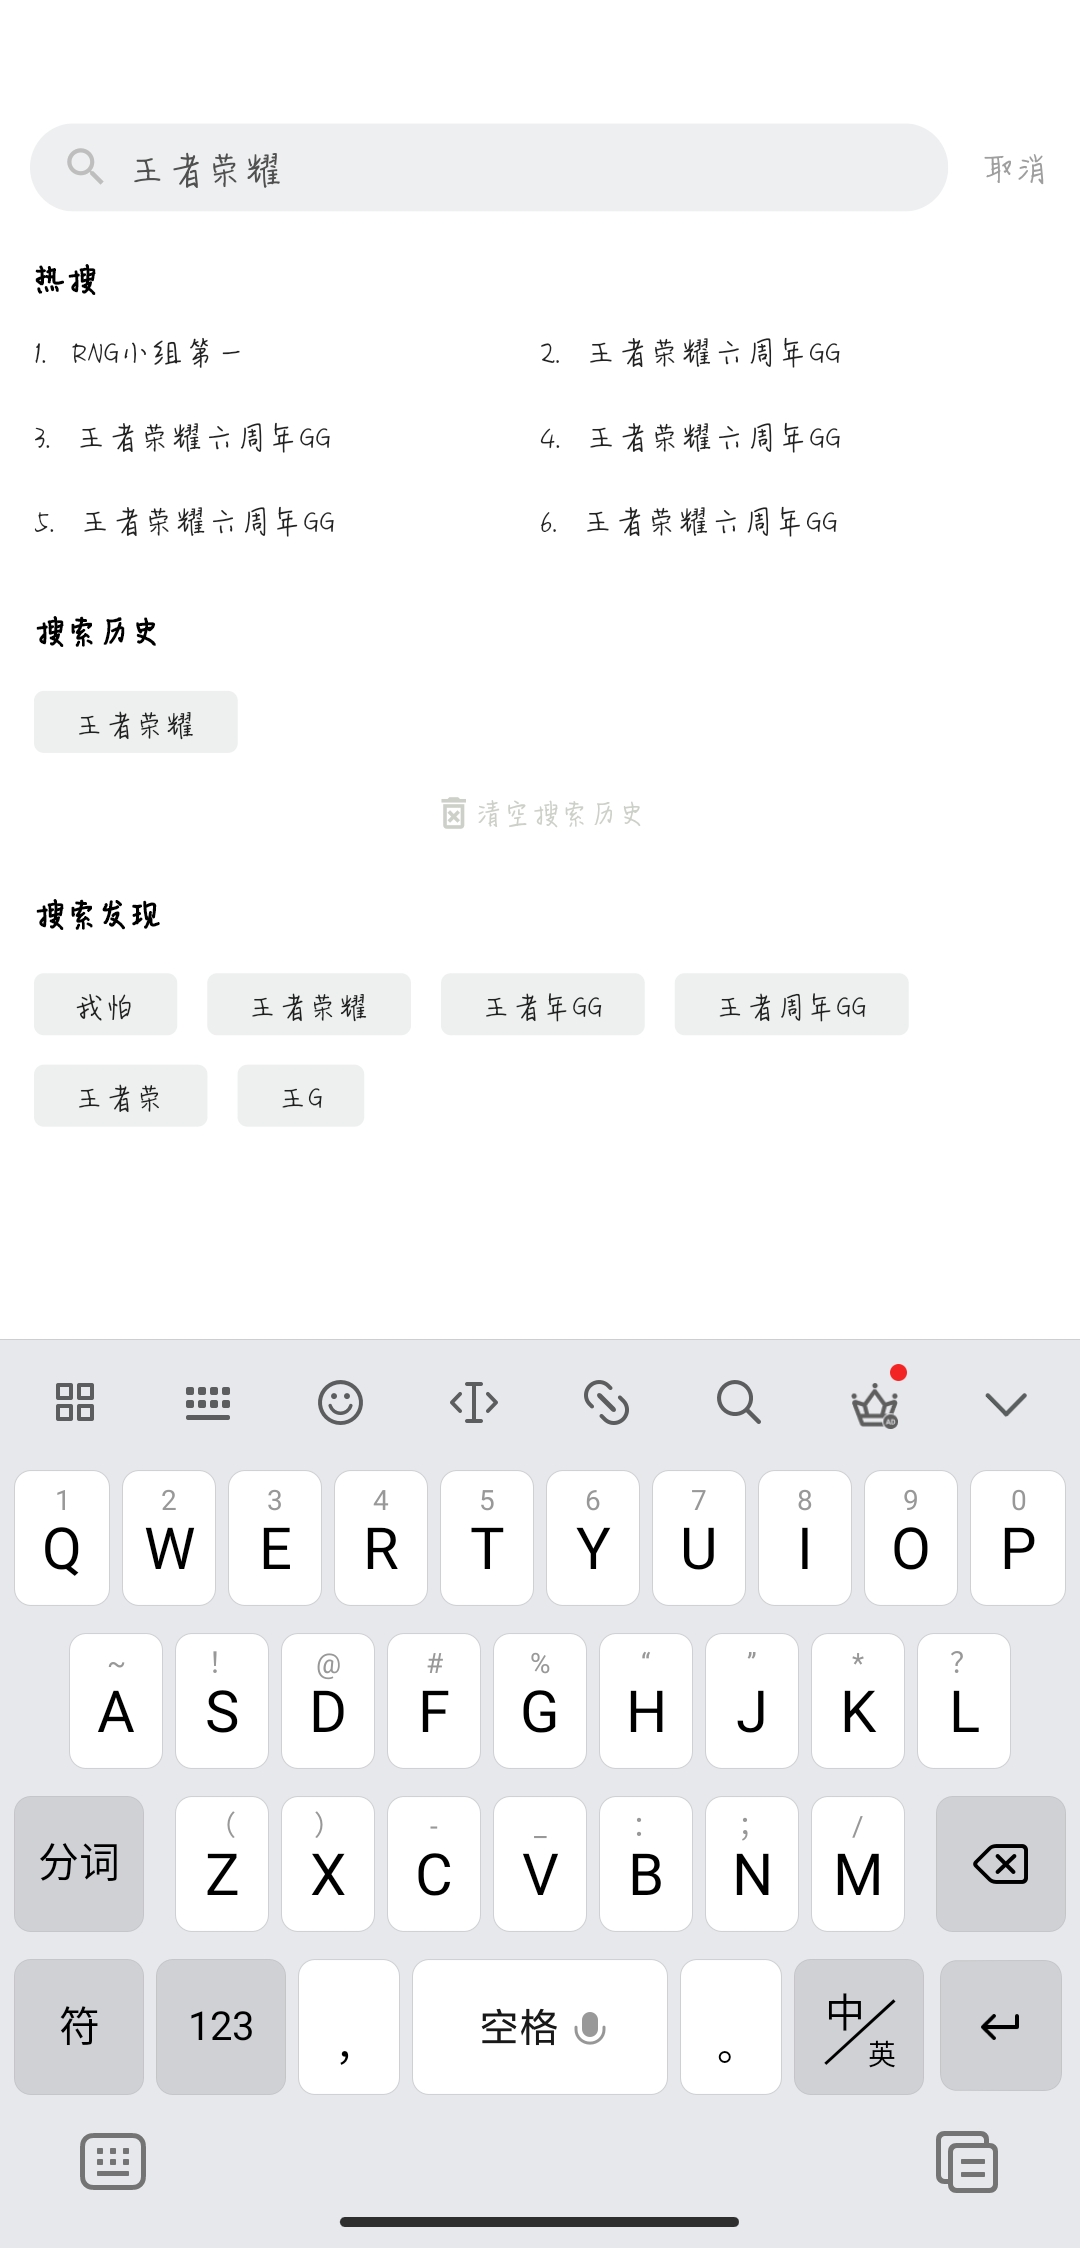 王者荣耀 取消
热搜
1. RNG小组第一 2. 王者荣耀六周年GG
3. 王者荣耀六周年GG 4. 王者荣耀六周年GG
5. 王者荣耀六周年GG 6. 王者荣耀六周年GG
搜索历史
王者荣耀
清空搜索历史
搜索发现
我怕 王者荣耀 王者年GG 王者周年GG
王者荣 王G
1 2 3 4 5 6 7 8 9 0
Q W E R T Y U I O P
~ ! @ # % “ ” * ?
A S D F G H J K L
( ) - _ : ; /
分词 Z X C V B N M
符 123 , 空格 。 中/英